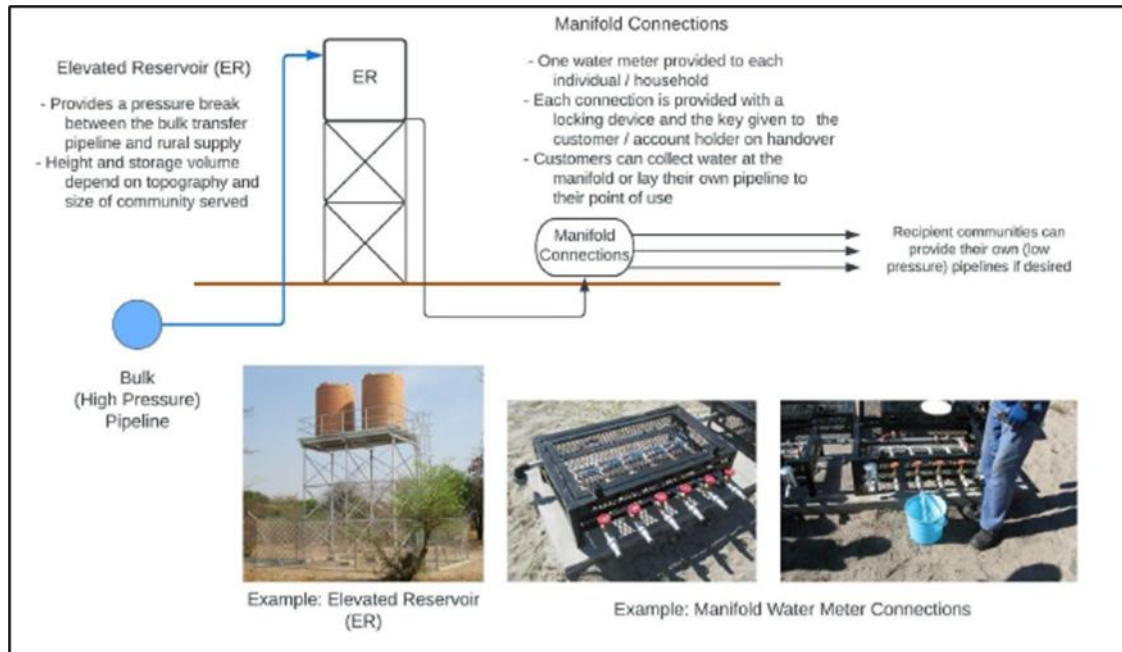 Elevated Reservoir (ER)
- Provides a pressure break
between the bulk transfer
pipeline and rural supply
- Height and storage volume
depend on topography and
size of community served
ER
Manifold Connections
- One water meter provided to each
individual / household
- Each connection is provided with a
locking device and the key given to the
customer / account holder on handover
- Customers can collect water at the
manifold or lay their own pipeline to
their point of use
Manifold
Connections
Recipient communities can
provide their own (low
pressure) pipelines if desired
Bulk
(High Pressure)
Pipeline
Example: Elevated Reservoir
(ER)
Example: Manifold Water Meter Connections